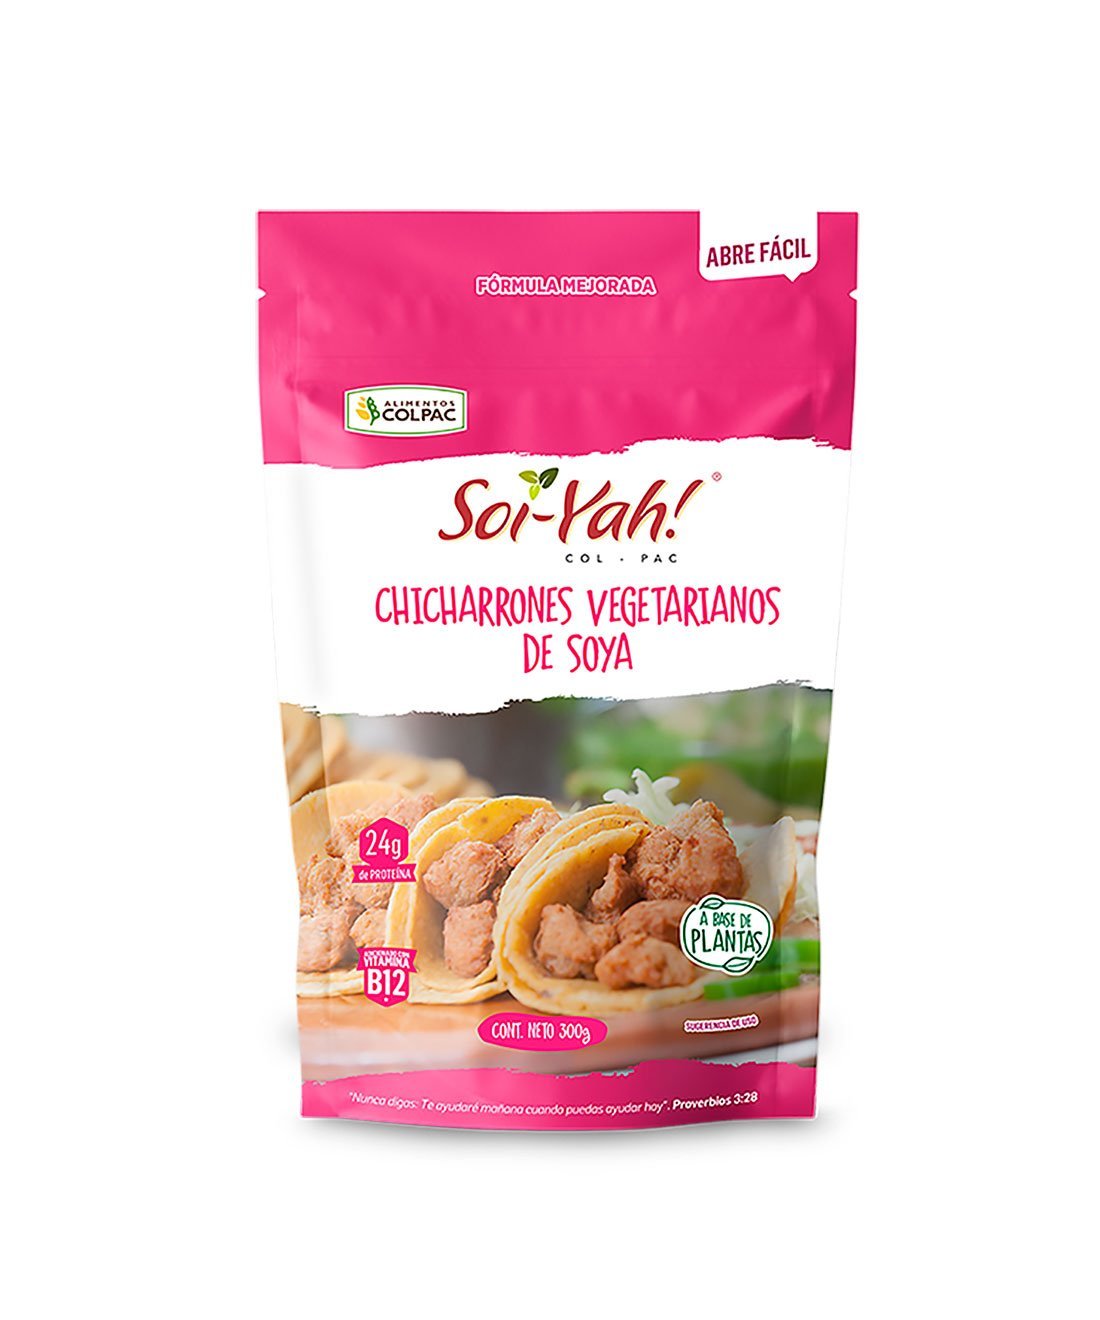 ABRE FÁCIL
FÓRMULA MEJORADA
ALIMENTOS
COLPAC
Soi-Yah!®
COL - PAC
CHICHARRONES VEGETARIANOS
DE SOYA
24g
de PROTEÍNA
A BASE DE
PLANTAS
ADICIONADO CON
VITAMINA
B12
CONT. NETO 300g
SUGERENCIA DE USO
"Nunca digas: Te ayudaré mañana cuando puedas ayudar hoy". Proverbios 3:28